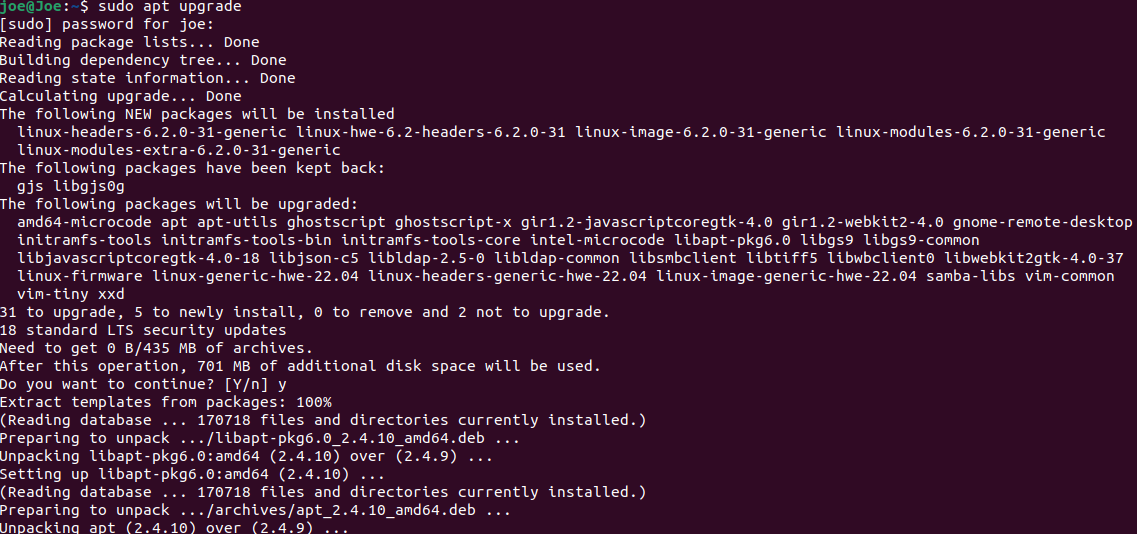 joe@Joe:~$ sudo apt upgrade
[sudo] password for joe:
Reading package lists... Done
Building dependency tree... Done
Reading state information... Done
Calculating upgrade... Done
The following NEW packages will be installed
  linux-headers-6.2.0-31-generic linux-hwe-6.2-headers-6.2.0-31 linux-image-6.2.0-31-generic linux-modules-6.2.0-31-generic
  linux-modules-extra-6.2.0-31-generic
The following packages have been kept back:
  gjs libgjs0g
The following packages will be upgraded:
  amd64-microcode apt apt-utils ghostscript ghostscript-x gir1.2-javascriptcoregtk-4.0 gir1.2-webkit2-4.0 gnome-remote-desktop
  initramfs-tools initramfs-tools-bin initramfs-tools-core intel-microcode libapt-pkg6.0 libgs9 libgs9-common
  libjavascriptcoregtk-4.0-18 libjson-c5 libldap-2.5-0 libldap-common libsmbclient libtiff5 libwbclient0 libwebkit2gtk-4.0-37
  linux-firmware linux-generic-hwe-22.04 linux-headers-generic-hwe-22.04 linux-image-generic-hwe-22.04 samba-libs vim-common
  vim-tiny xxd
31 to upgrade, 5 to newly install, 0 to remove and 2 not to upgrade.
18 standard LTS security updates
Need to get 0 B/435 MB of archives.
After this operation, 701 MB of additional disk space will be used.
Do you want to continue? [Y/n] y
Extract templates from packages: 100%
(Reading database ... 170718 files and directories currently installed.)
Preparing to unpack .../libapt-pkg6.0_2.4.10_amd64.deb ...
Unpacking libapt-pkg6.0:amd64 (2.4.10) over (2.4.9) ...
Setting up libapt-pkg6.0:amd64 (2.4.10) ...
(Reading database ... 170718 files and directories currently installed.)
Preparing to unpack .../archives/apt_2.4.10_amd64.deb ...
Unpacking apt (2.4.10) over (2.4.9) ...